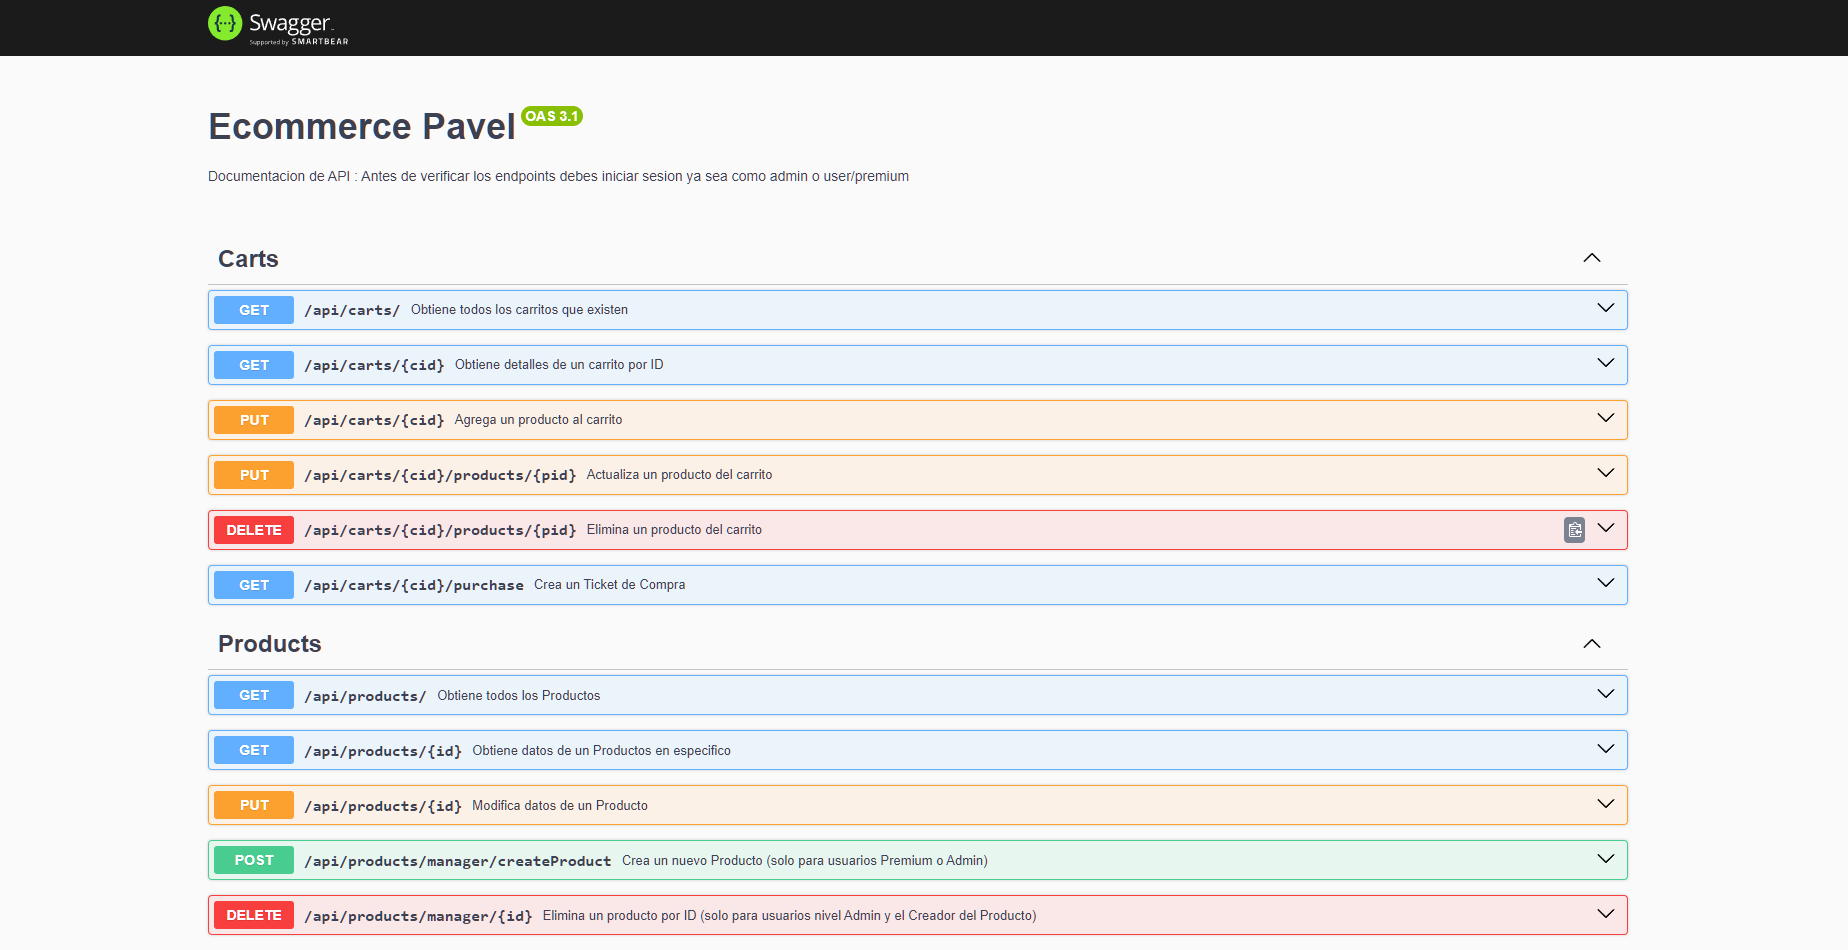 Swagger
Supported by SMARTBEAR
Ecommerce Pavel OAS 3.1
Documentacion de API : Antes de verificar los endpoints debes iniciar sesion ya sea como admin o user/premium
Carts
GET /api/carts/ Obtiene todos los carritos que existen
GET /api/carts/{cid} Obtiene detalles de un carrito por ID
PUT /api/carts/{cid} Agrega un producto al carrito
PUT /api/carts/{cid}/products/{pid} Actualiza un producto del carrito
DELETE /api/carts/{cid}/products/{pid} Elimina un producto del carrito
GET /api/carts/{cid}/purchase Crea un Ticket de Compra
Products
GET /api/products/ Obtiene todos los Productos
GET /api/products/{id} Obtiene datos de un Productos en especifico
PUT /api/products/{id} Modifica datos de un Producto
POST /api/products/manager/createProduct Crea un nuevo Producto (solo para usuarios Premium o Admin)
DELETE /api/products/manager/{id} Elimina un producto por ID (solo para usuarios nivel Admin y el Creador del Producto)